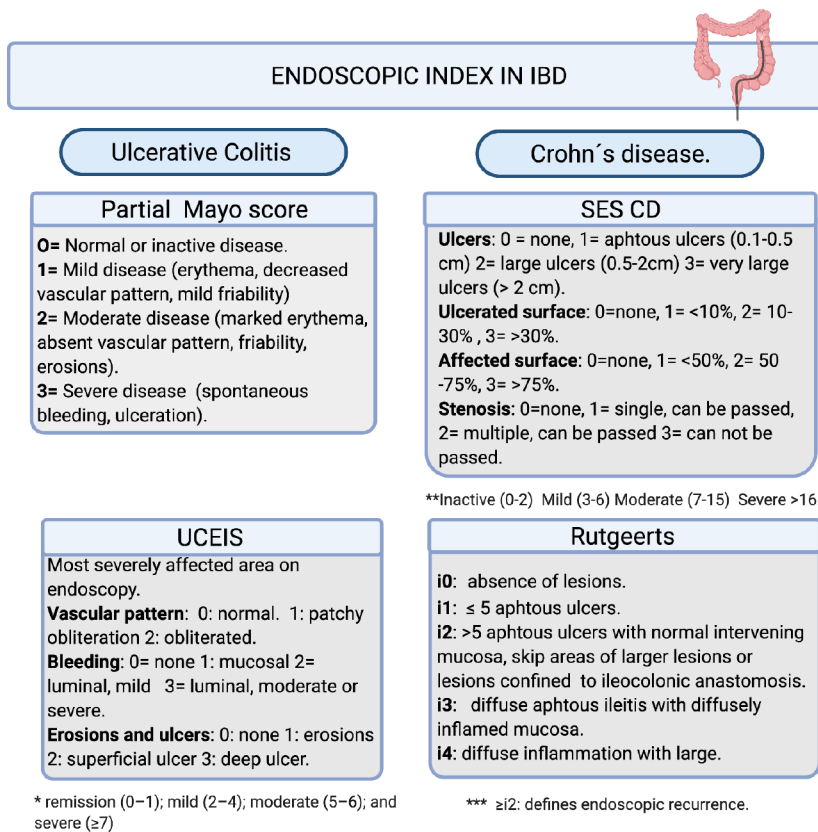 ENDOSCOPIC INDEX IN IBD
Ulcerative Colitis
Partial Mayo score
O= Normal or inactive disease.
1= Mild disease (erythema, decreased
vascular pattern, mild friability)
2= Moderate disease (marked erythema,
absent vascular pattern, friability,
erosions).
3= Severe disease (spontaneous
bleeding, ulceration).
UCEIS
Most severely affected area on
endoscopy.
Vascular pattern: 0: normal. 1: patchy
obliteration 2: obliterated.
Bleeding: 0= none 1: mucosal 2=
luminal, mild 3= luminal, moderate or
severe.
Erosions and ulcers: 0: none 1: erosions
2: superficial ulcer 3: deep ulcer.
* remission (0–1); mild (2–4); moderate (5–6); and
severe (≥7)
Crohn´s disease.
SES CD
Ulcers: 0 = none, 1= aphtous ulcers (0.1-0.5
cm) 2= large ulcers (0.5-2cm) 3= very large
ulcers (> 2 cm).
Ulcerated surface: 0=none, 1= <10%, 2= 10-
30% , 3= >30%.
Affected surface: 0=none, 1= <50%, 2= 50
-75%, 3= >75%.
Stenosis: 0=none, 1= single, can be passed,
2= multiple, can be passed 3= can not be
passed.
**Inactive (0-2) Mild (3-6) Moderate (7-15) Severe >16
Rutgeerts
i0: absence of lesions.
i1: ≤ 5 aphtous ulcers.
i2: >5 aphtous ulcers with normal intervening
mucosa, skip areas of larger lesions or
lesions confined to ileocolonic anastomosis.
i3: diffuse aphtous ileitis with diffusely
inflamed mucosa.
i4: diffuse inflammation with large.
*** ≥i2: defines endoscopic recurrence.